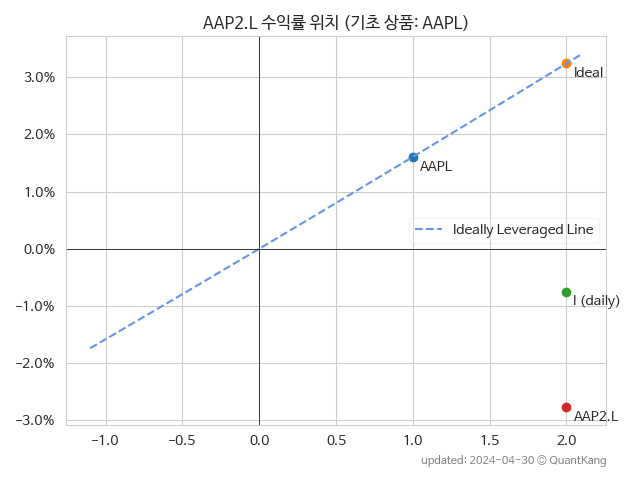 AAP2.L 수익률 위치 (기초 상품: AAPL)
3.0%
Ideal
2.0%
AAPL
1.0%
Ideally Leveraged Line
0.0%
−1.0%
I (daily)
−2.0%
−3.0%
AAP2.L
−1.0
−0.5
0.0
0.5
1.0
1.5
2.0
updated: 2024-04-30 © QuantKang